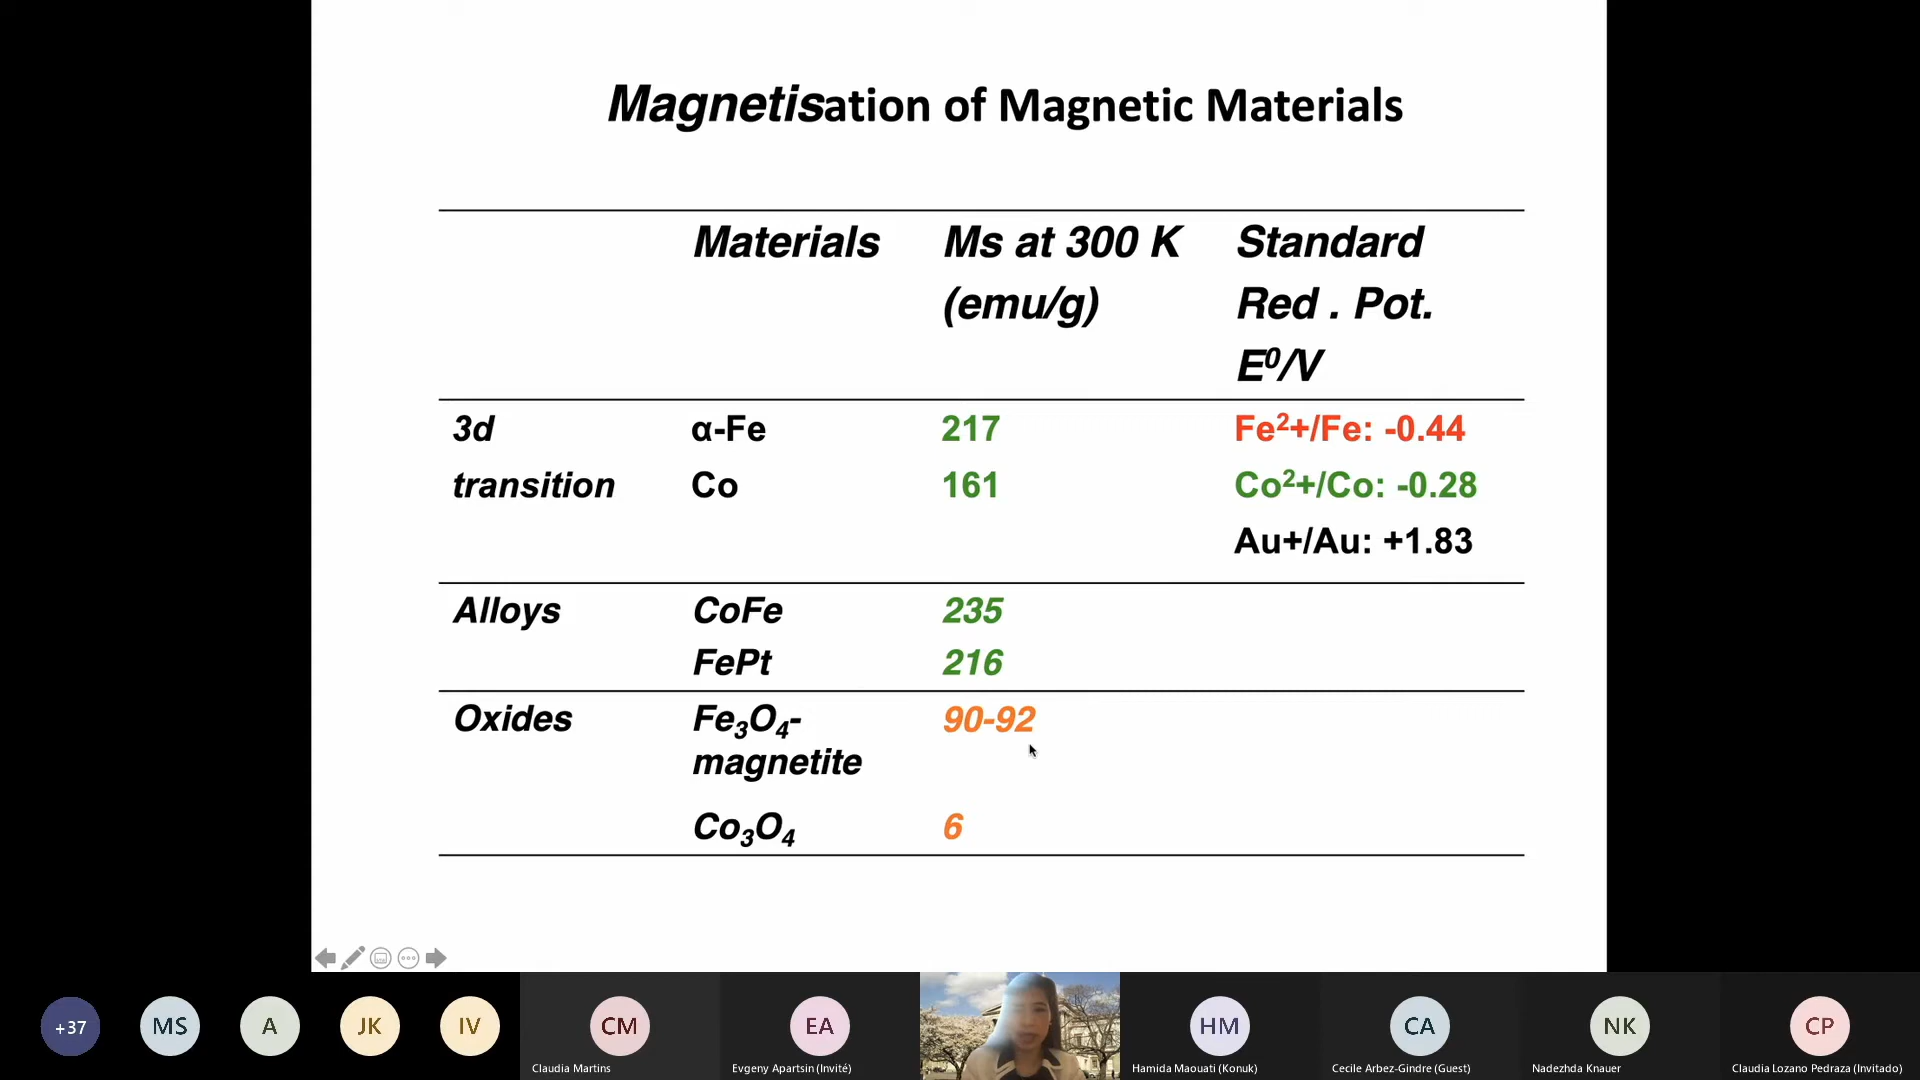 Magnetisation of Magnetic Materials
Materials Ms at 300 K Standard
(emu/g) Red . Pot.
E⁰/V
3d α-Fe 217 Fe²+/Fe: -0.44
transition Co 161 Co²+/Co: -0.28
Au+/Au: +1.83
Alloys CoFe 235
FePt 216
Oxides Fe₃O₄- 90-92
magnetite
Co₃O₄ 6
+37 MS A JK IV CM EA HM CA NK CP
Claudia Martins Evgeny Apartsin (Invité) Hamida Maouati (Konuk) Cecile Arbez-Gindre (Guest) Nadezhda Knauer Claudia Lozano Pedraza (Invitado)